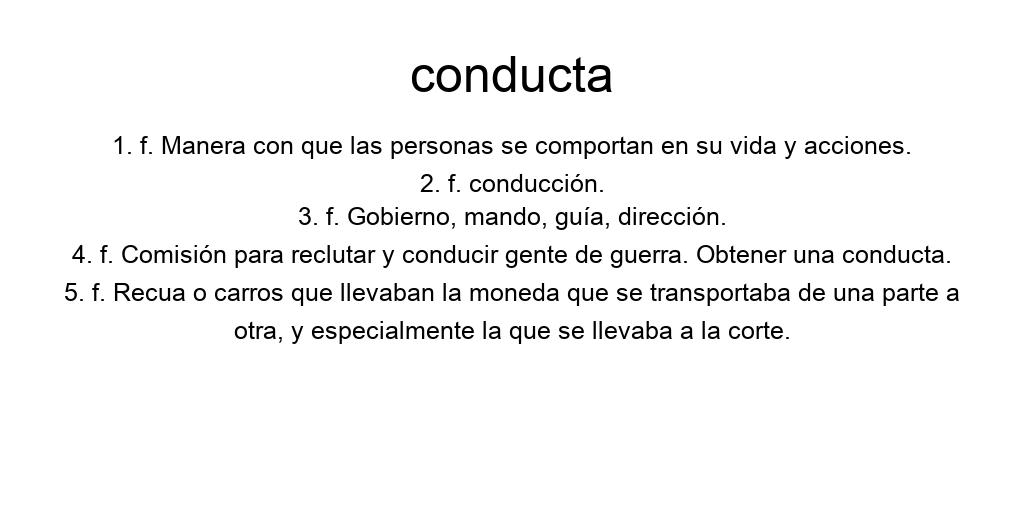 conducta
1. f. Manera con que las personas se comportan en su vida y acciones.
2. f. conducción.
3. f. Gobierno, mando, guía, dirección.
4. f. Comisión para reclutar y conducir gente de guerra. Obtener una conducta.
5. f. Recua o carros que llevaban la moneda que se transportaba de una parte a
otra, y especialmente la que se llevaba a la corte.